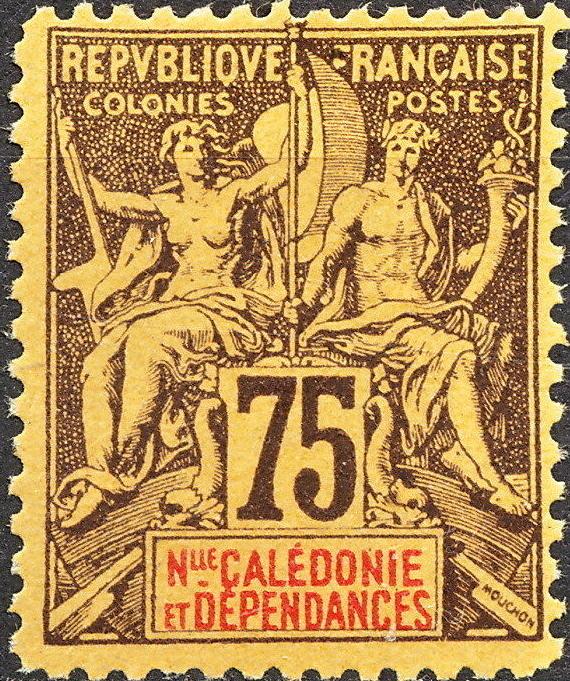 REPVBLIQVE FRANÇAISE
COLONIES POSTES
75
NLLE CALÉDONIE
ET DÉPENDANCES
MOUCHON